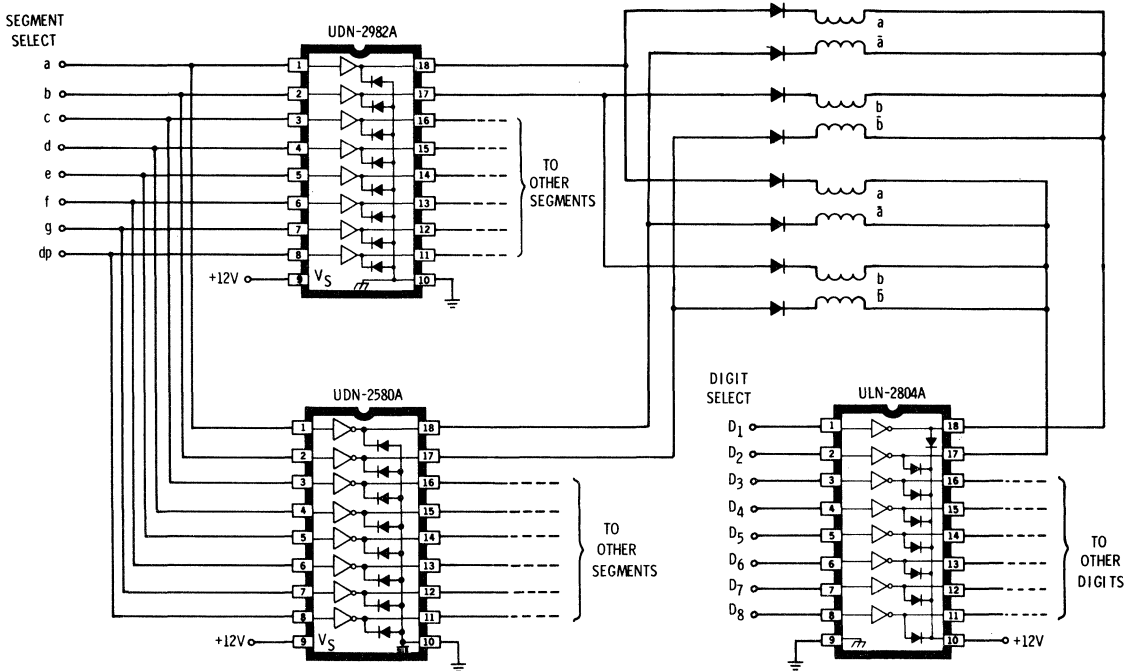 SEGMENT
SELECT
a
b
c
d
e
f
g
dp
+12V
UDN-2982A
1
2
3
4
5
6
7
8
9
V_S
18
17
16
15
14
13
12
11
10
TO
OTHER
SEGMENTS
a
ā
b
b̄
a
ā
b
b̄
UDN-2580A
1
2
3
4
5
6
7
8
9
+12V
V_S
18
17
16
15
14
13
12
11
10
TO
OTHER
SEGMENTS
DIGIT
SELECT
D1
D2
D3
D4
D5
D6
D7
D8
ULN-2804A
1
2
3
4
5
6
7
8
9
18
17
16
15
14
13
12
11
10
+12V
TO
OTHER
DIGITS